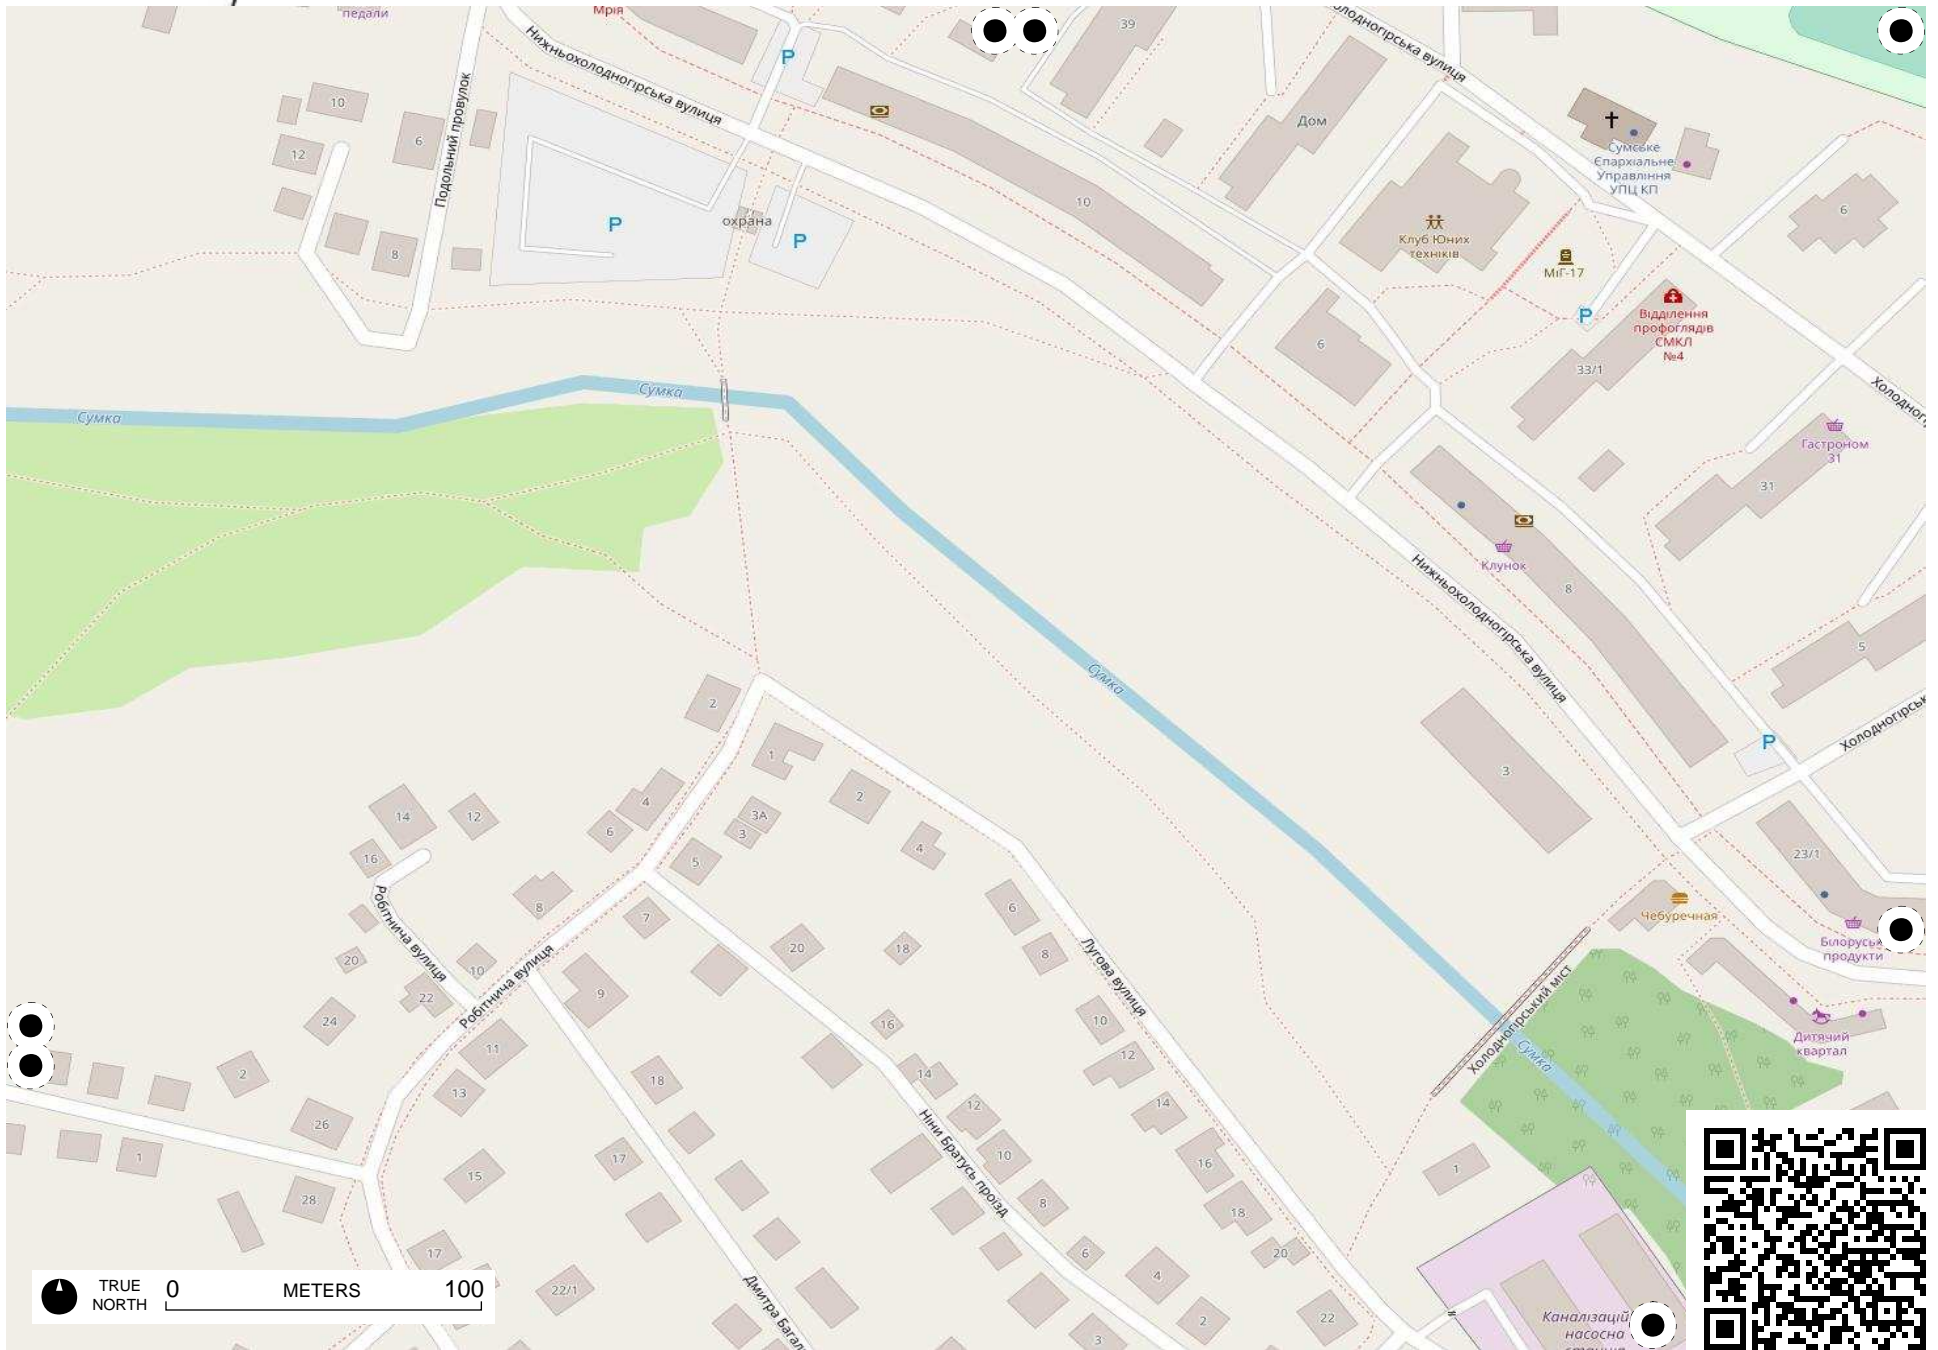 педали
Мрія
39
Нижньохолодногірська вулиця
P
Холодногірська вулиця
10
12
6
Подольний провулок
8
Дом
Сумське
Єпархіальне
Управління
УПЦ КП
10
охрана
P
P
Клуб Юних
техніків
МіГ-17
6
P
Відділення
профоглядів
СМКЛ
№4
6
33/1
Сумка
Сумка
Гастроном
31
31
Клунок
8
Нижньохолодногірська вулиця
5
Сумка
2
1
P
3
14
12
4
3А
3
2
6
16
5
4
23/1
Робітнича вулиця
8
7
6
Чебуречная
20
18
8
Лугова вулиця
20
10
22
Робітнича вулиця
9
Білоруські
продукти
Холодногірський міст
24
16
10
Дитячий
квартал
Сумка
11
12
2
18
14
13
12
14
26
Ніни Братусь проїзд
10
16
1
1
17
15
28
8
18
17
6
20
4
22/1
Дмитра Багал
2
22
3
Каналізацій
насосна
станція
TRUE
NORTH
0 METERS 100